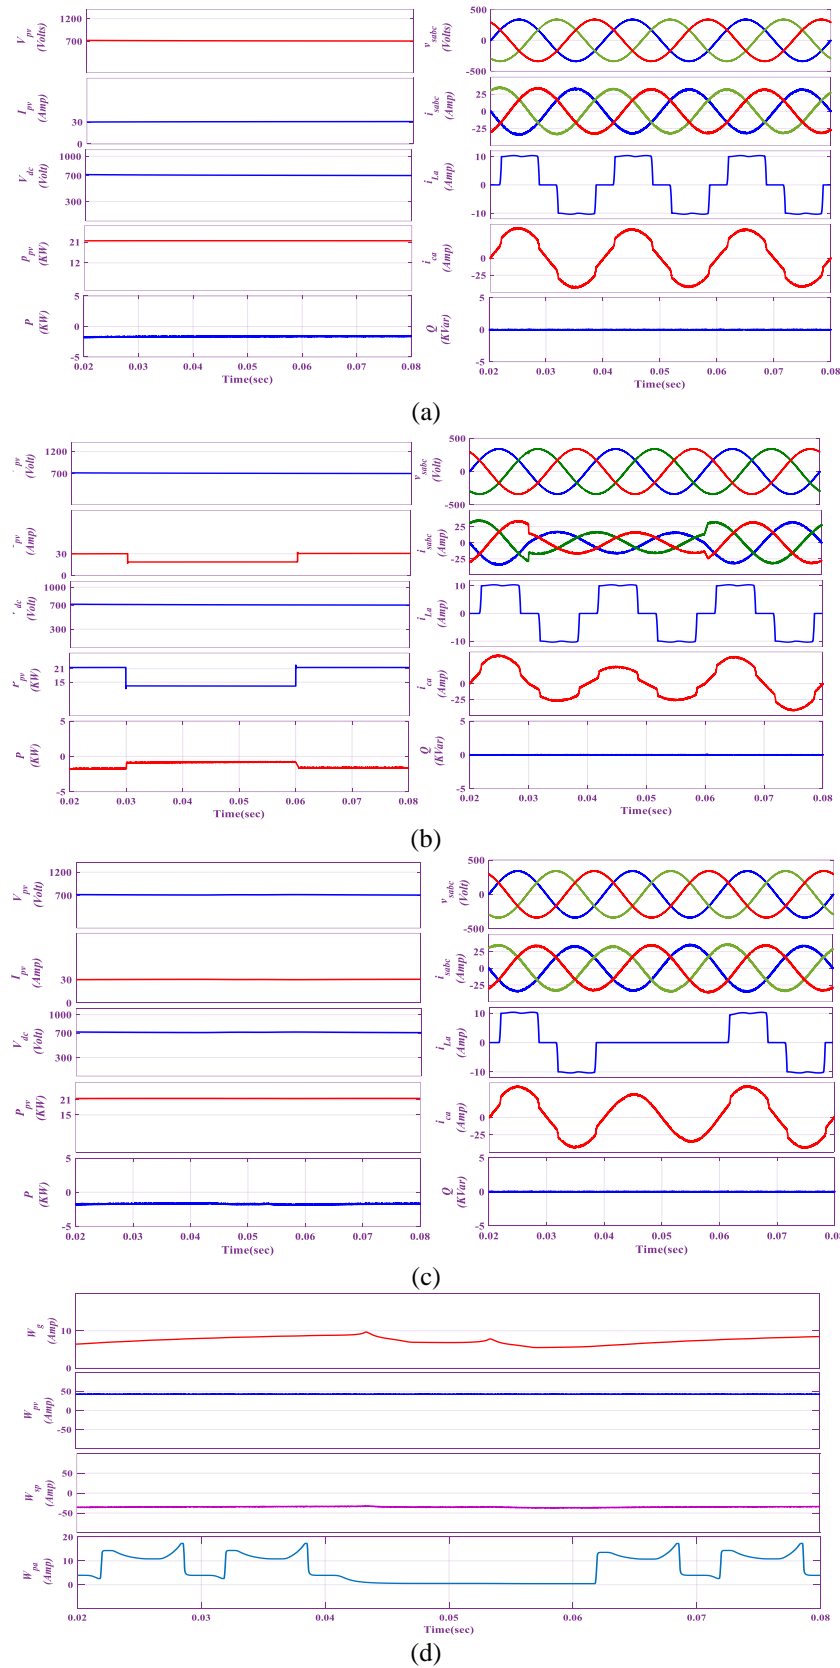 V_pv (Volts)
1200
700
I_pv (Amp)
30
0
V_dc (Volt)
1000
700
300
P_pv (KW)
21
12
P (KW)
5
0
-5
0.02 0.03 0.04 0.05 0.06 0.07 0.08
Time(sec)
v_sabc (Volts)
500
0
-500
i_sabc (Amp)
25
0
-25
i_La (Amp)
10
0
-10
i_ca (Amp)
0
-25
Q (KVar)
5
0
-5
0.02 0.03 0.04 0.05 0.06 0.07 0.08
Time(sec)
(a)
pv (Volt)
1200
700
pv (Amp)
30
0
dc (Volt)
1000
700
300
pv (KW)
21
15
P (KW)
5
0
-5
0.02 0.03 0.04 0.05 0.06 0.07 0.08
Time(sec)
v_sabc (Volt)
500
0
-500
i_sabc (Amp)
25
0
-25
i_La (Amp)
10
0
-10
i_ca (Amp)
0
-25
Q (KVar)
5
0
-5
0.02 0.03 0.04 0.05 0.06 0.07 0.08
Time(sec)
(b)
V_pv (Volt)
1200
700
I_pv (Amp)
30
0
V_dc (Volt)
1000
700
300
P_pv (KW)
21
15
P (KW)
5
0
-5
0.02 0.03 0.04 0.05 0.06 0.07 0.08
Time(sec)
v_sabc (Volt)
500
0
-500
i_sabc (Amp)
25
0
-25
i_La (Amp)
10
0
-10
i_ca (Amp)
0
-25
Q (KVar)
5
0
-5
0.02 0.03 0.04 0.05 0.06 0.07 0.08
Time(sec)
(c)
W_g (Amp)
10
0
W_pv (Amp)
50
0
-50
W_sp (Amp)
50
0
-50
W_pa (Amp)
20
10
0
0.02 0.03 0.04 0.05 0.06 0.07 0.08
Time(sec)
(d)